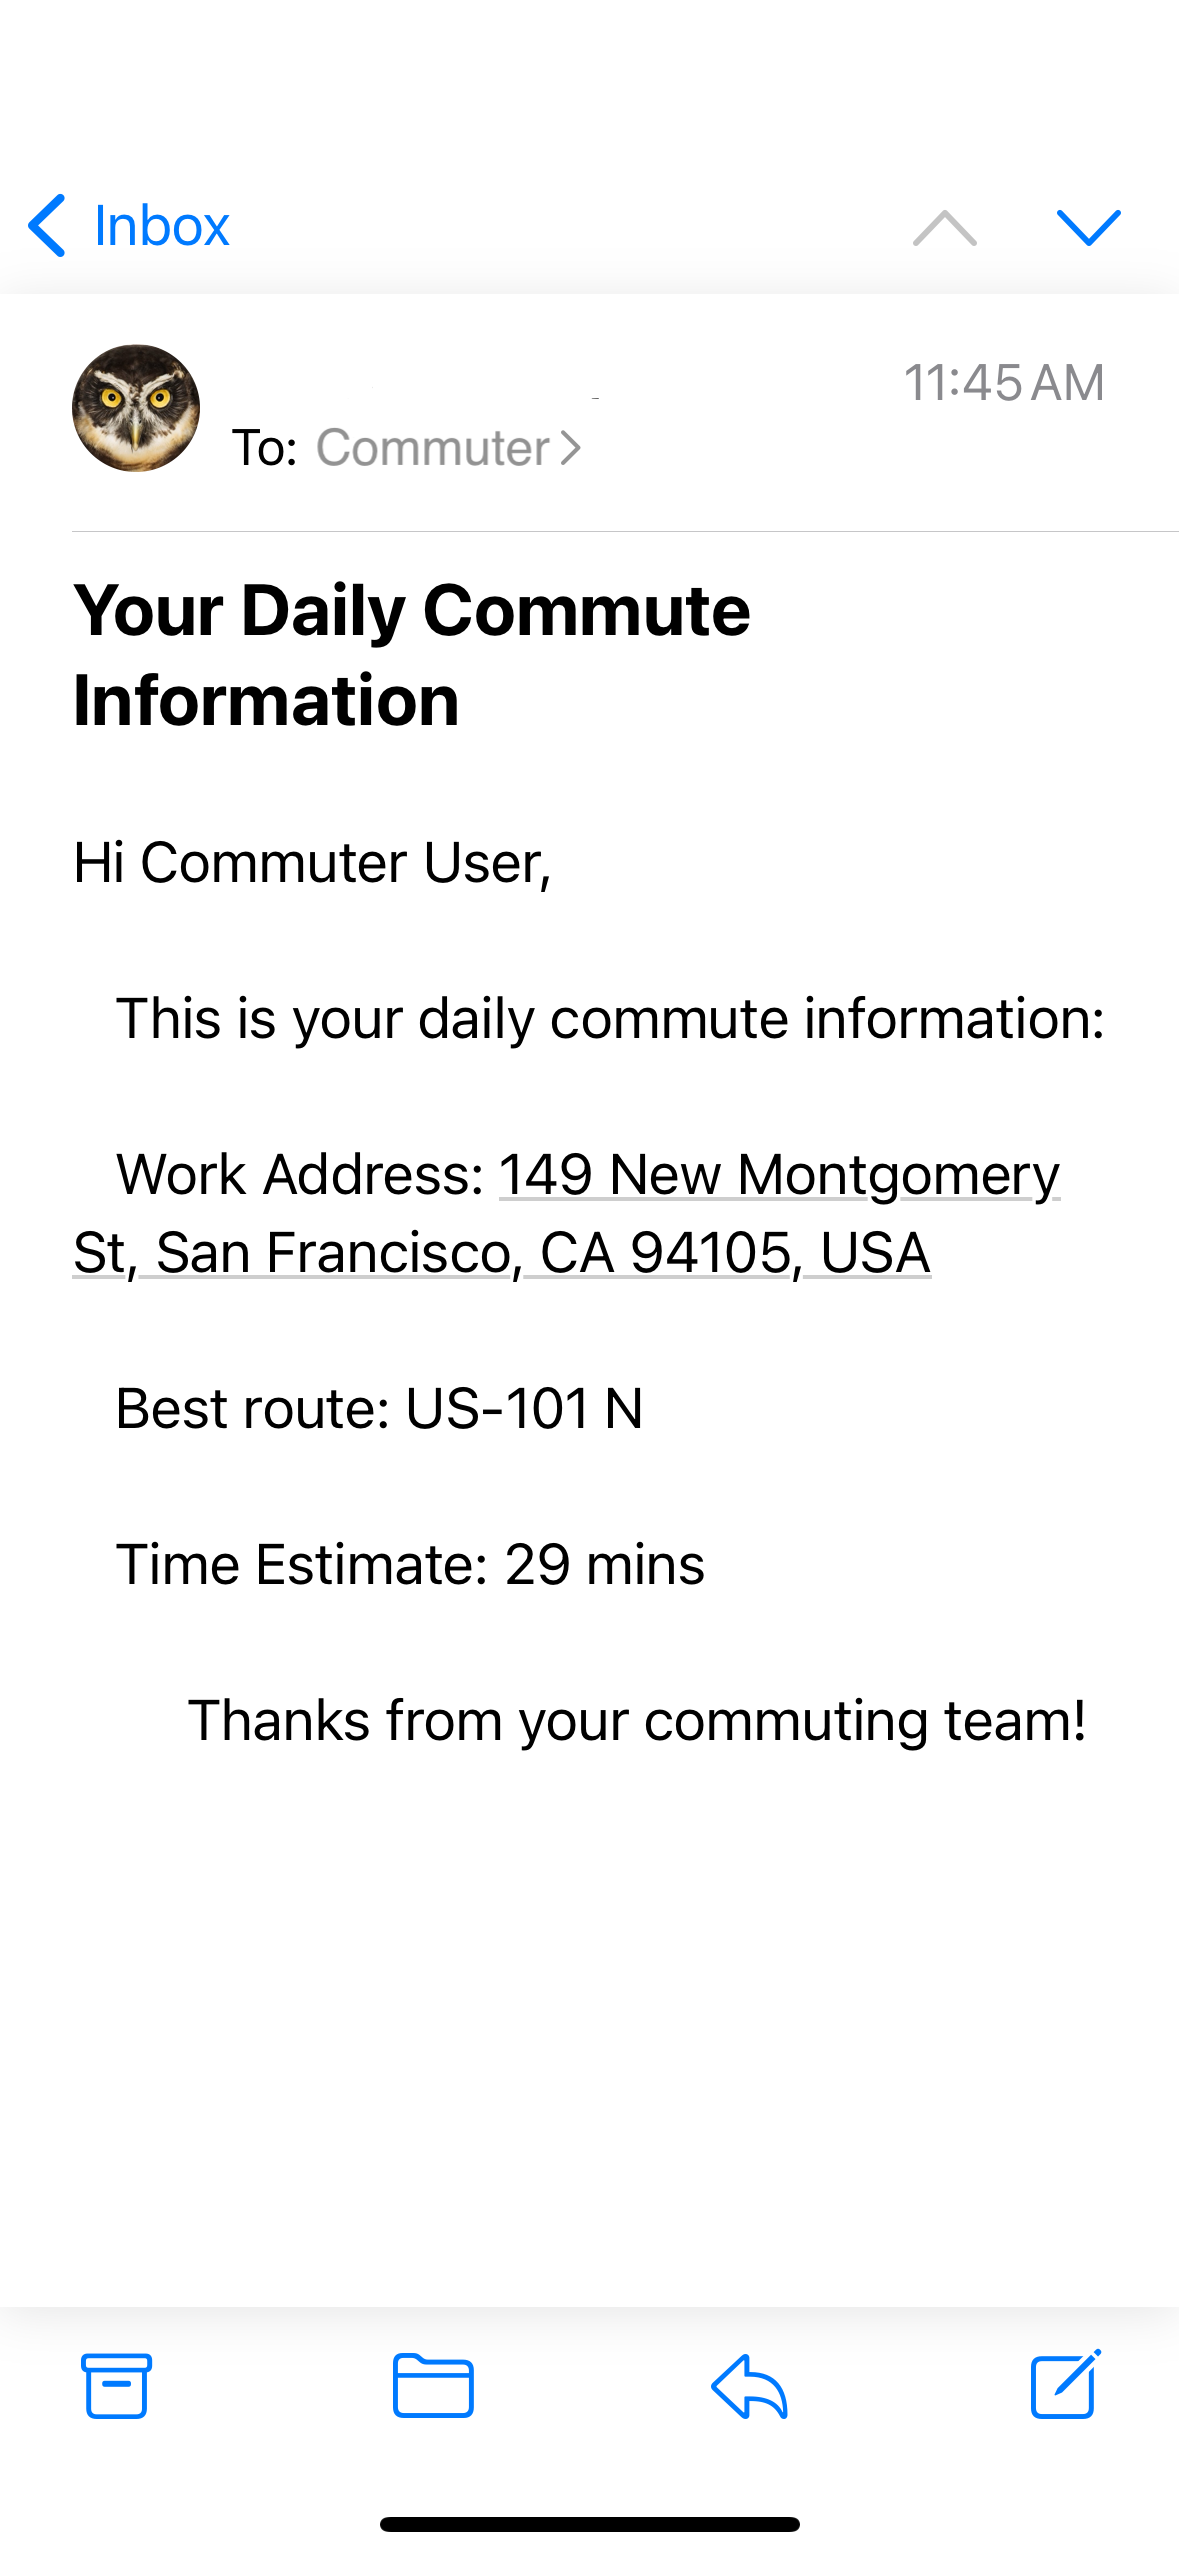 Inbox
11:45 AM
To: Commuter
Your Daily Commute
Information
Hi Commuter User,
This is your daily commute information:
Work Address: 149 New Montgomery
St, San Francisco, CA 94105, USA
Best route: US-101 N
Time Estimate: 29 mins
Thanks from your commuting team!